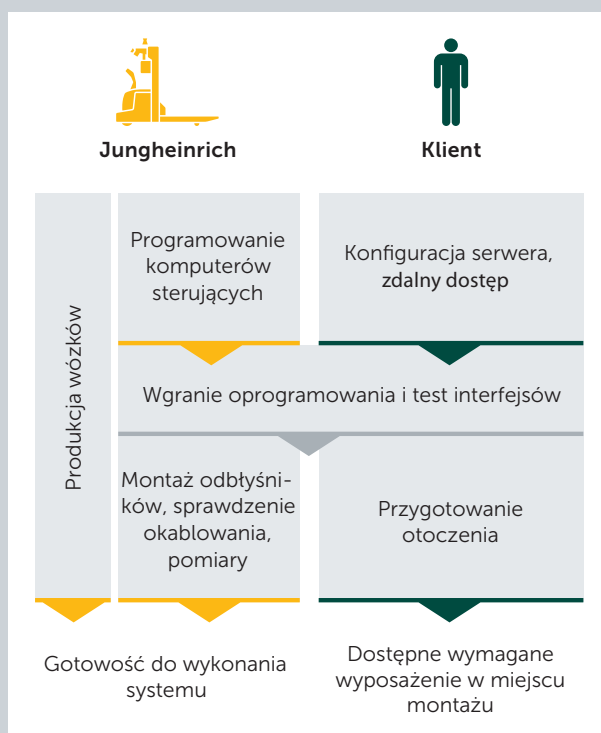 Jungheinrich
Klient
Produkcja wózków
Programowanie
komputerów
sterujących
Konfiguracja serwera,
zdalny dostęp
Wgranie oprogramowania i test interfejsów
Montaż odbłyśni-
ków, sprawdzenie
okablowania,
pomiary
Przygotowanie
otoczenia
Gotowość do wykonania
systemu
Dostępne wymagane
wyposażenie w miejscu
montażu